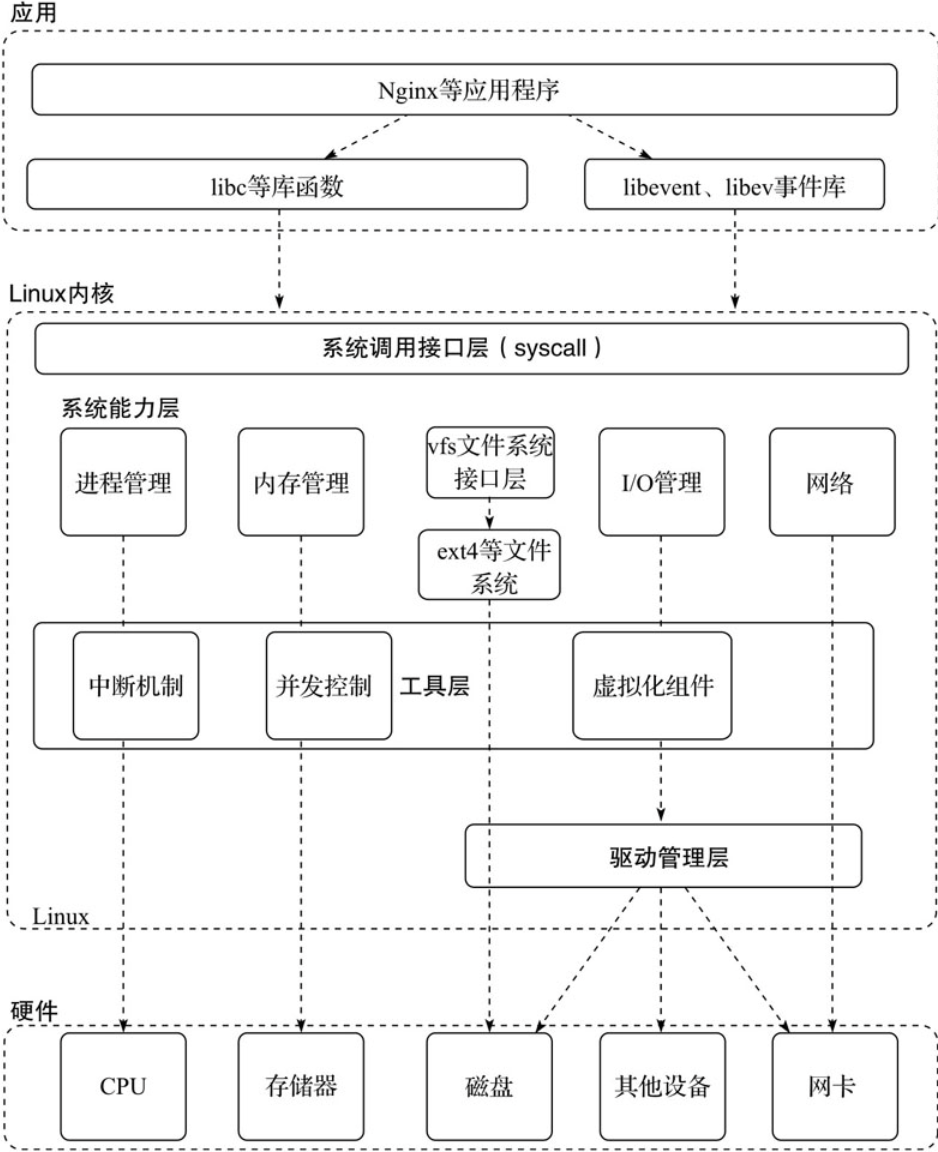 应用
Nginx等应用程序
libc等库函数
libevent、libev事件库
Linux内核
系统调用接口层（syscall）
系统能力层
进程管理
内存管理
vfs文件系统
接口层
I/O管理
网络
ext4等文件
系统
中断机制
并发控制
工具层
虚拟化组件
驱动管理层
Linux
硬件
CPU
存储器
磁盘
其他设备
网卡